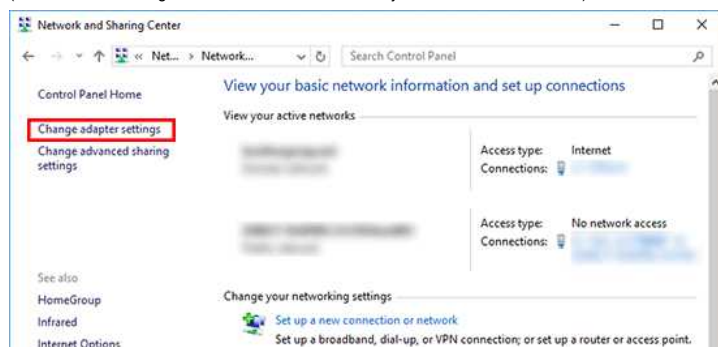 Network and Sharing Center
« Net... > Network...
Search Control Panel
Control Panel Home
Change adapter settings
Change advanced sharing
settings
See also
HomeGroup
Infrared
Internet Options
View your basic network information and set up connections
View your active networks
Access type: Internet
Connections:
Access type: No network access
Connections:
Change your networking settings
Set up a new connection or network
Set up a broadband, dial-up, or VPN connection; or set up a router or access point.